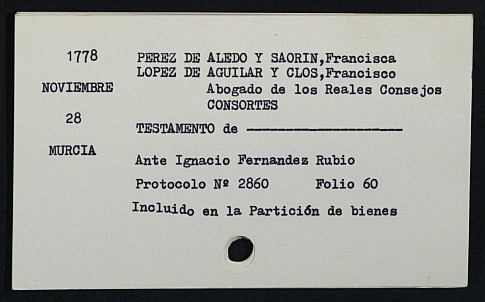 1778
PEREZ DE ALEDO Y SAORIN,Francisca
LOPEZ DE AGUILAR Y CLOS,Francisco
NOVIEMBRE
Abogado de los Reales Consejos
CONSORTES
28
TESTAMENTO de --------------------
MURCIA
Ante Ignacio Fernandez Rubio
Protocolo Nº 2860 Folio 60
Incluido en la Partición de bienes